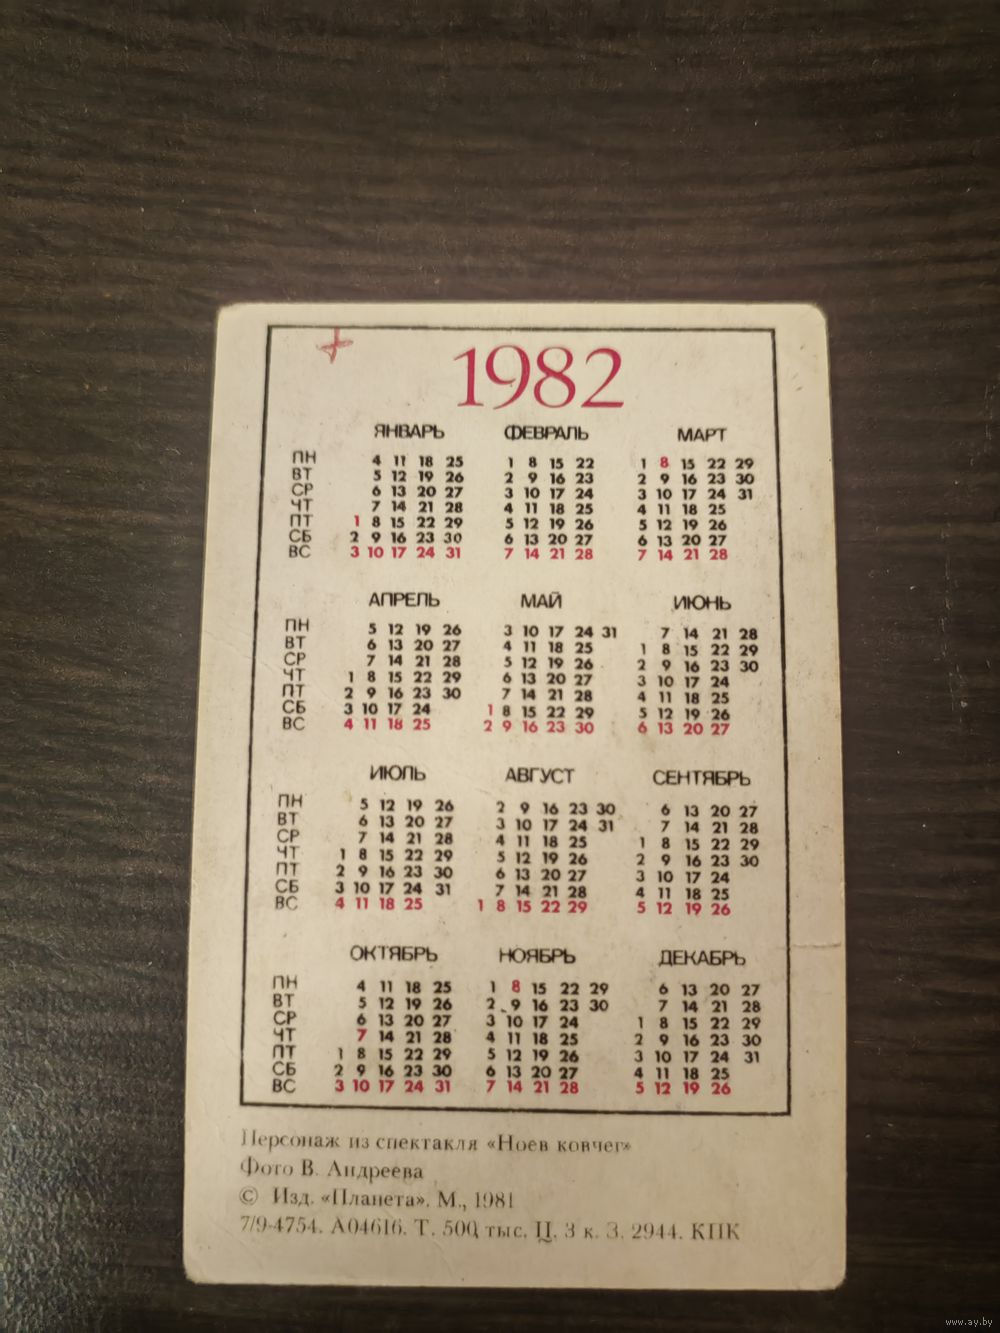 1982
ЯНВАРЬ ФЕВРАЛЬ МАРТ
ПН 4 11 18 25 1 8 15 22 1 8 15 22 29
ВТ 5 12 19 26 2 9 16 23 2 9 16 23 30
СР 6 13 20 27 3 10 17 24 3 10 17 24 31
ЧТ 7 14 21 28 4 11 18 25 4 11 18 25
ПТ 1 8 15 22 29 5 12 19 26 5 12 19 26
СБ 2 9 16 23 30 6 13 20 27 6 13 20 27
ВС 3 10 17 24 31 7 14 21 28 7 14 21 28
АПРЕЛЬ МАЙ ИЮНЬ
ПН 5 12 19 26 3 10 17 24 31 7 14 21 28
ВТ 6 13 20 27 4 11 18 25 1 8 15 22 29
СР 7 14 21 28 5 12 19 26 2 9 16 23 30
ЧТ 1 8 15 22 29 6 13 20 27 3 10 17 24
ПТ 2 9 16 23 30 7 14 21 28 4 11 18 25
СБ 3 10 17 24 1 8 15 22 29 5 12 19 26
ВС 4 11 18 25 2 9 16 23 30 6 13 20 27
ИЮЛЬ АВГУСТ СЕНТЯБРЬ
ПН 5 12 19 26 2 9 16 23 30 6 13 20 27
ВТ 6 13 20 27 3 10 17 24 31 7 14 21 28
СР 7 14 21 28 4 11 18 25 1 8 15 22 29
ЧТ 1 8 15 22 29 5 12 19 26 2 9 16 23 30
ПТ 2 9 16 23 30 6 13 20 27 3 10 17 24
СБ 3 10 17 24 31 7 14 21 28 4 11 18 25
ВС 4 11 18 25 1 8 15 22 29 5 12 19 26
ОКТЯБРЬ НОЯБРЬ ДЕКАБРЬ
ПН 4 11 18 25 1 8 15 22 29 6 13 20 27
ВТ 5 12 19 26 2 9 16 23 30 7 14 21 28
СР 6 13 20 27 3 10 17 24 1 8 15 22 29
ЧТ 7 14 21 28 4 11 18 25 2 9 16 23 30
ПТ 1 8 15 22 29 5 12 19 26 3 10 17 24 31
СБ 2 9 16 23 30 6 13 20 27 4 11 18 25
ВС 3 10 17 24 31 7 14 21 28 5 12 19 26
Персонаж из спектакля «Ноев ковчег»
Фото В. Андреева
© Изд. «Планета». М., 1981
7/9-4754. А04616. Т. 500 тыс. Ц. 3 к. З. 2944. КПК
www.ay.by